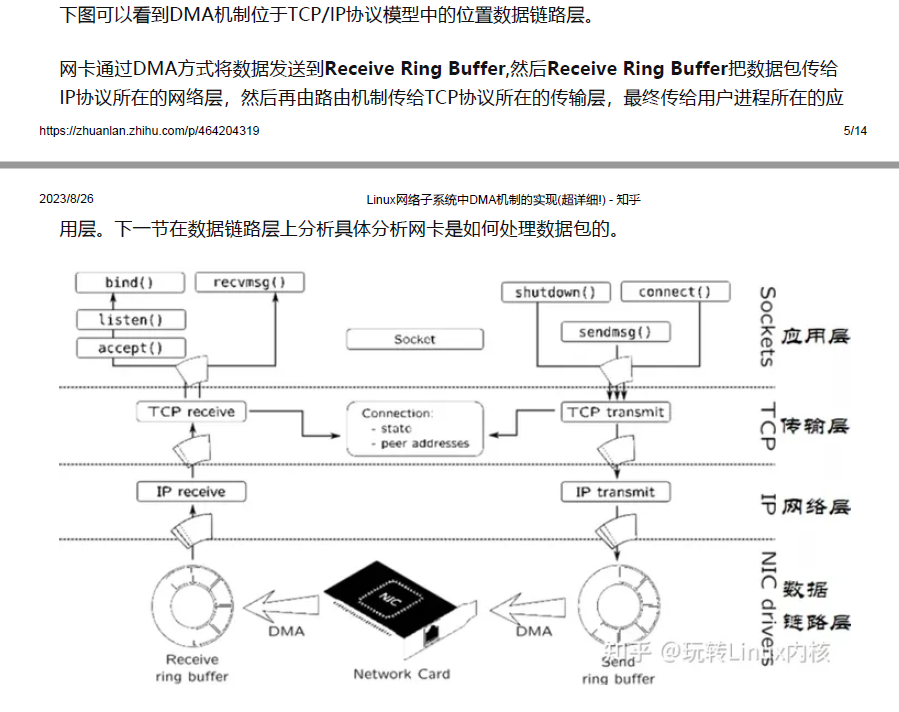 下图可以看到DMA机制位于TCP/IP协议模型中的位置数据链路层。
网卡通过DMA方式将数据发送到Receive Ring Buffer,然后Receive Ring Buffer把数据包传给
IP协议所在的网络层，然后再由路由机制传给TCP协议所在的传输层，最终传给用户进程所在的应
https://zhuanlan.zhihu.com/p/464204319
5/14
2023/8/26
Linux网络子系统中DMA机制的实现(超详细!) - 知乎
用层。下一节在数据链路层上分析具体分析网卡是如何处理数据包的。
bind()
recvmsg()
listen()
accept()
Socket
shutdown()
connect()
sendmsg()
Sockets
应用层
TCP receive
Connection:
- state
- peer addresses
TCP transmit
TCP
传输层
IP receive
IP transmit
IP
网络层
NIC
DMA
DMA
Receive
ring buffer
Network Card
Send
ring buffer
NIC drivers
数据
链路层
知乎 @玩转Linux内核